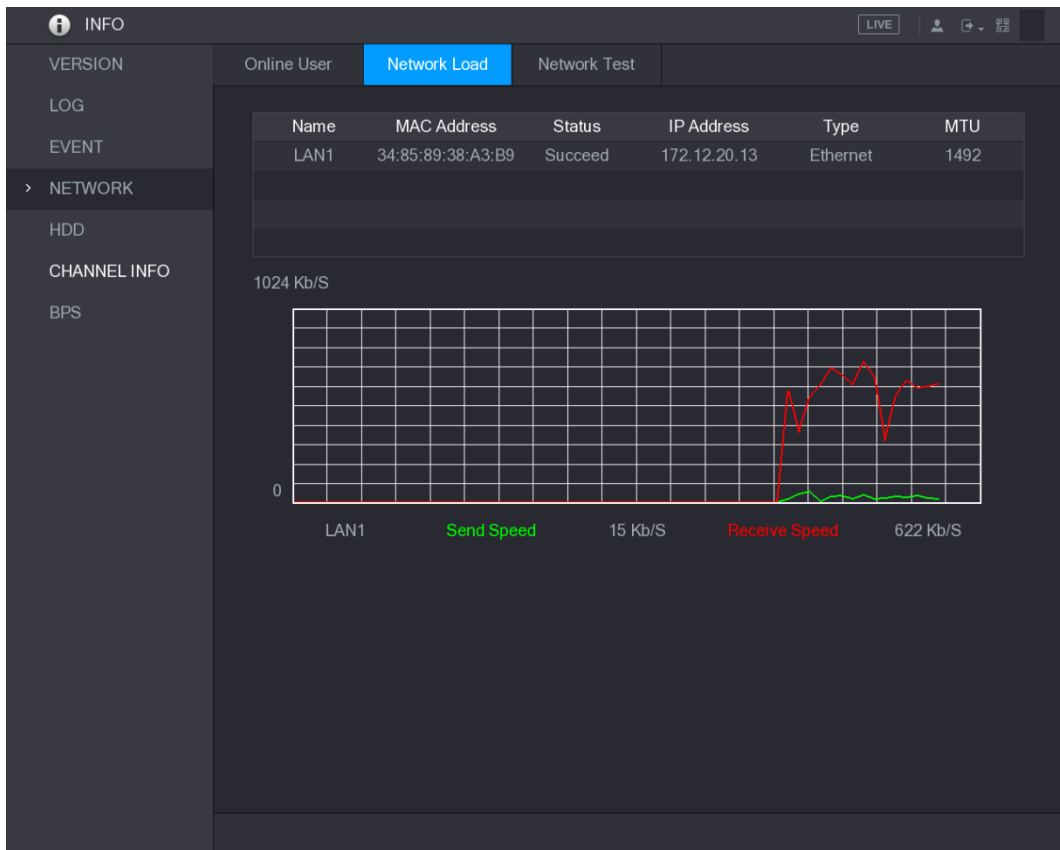 INFO LIVE
VERSION
LOG
EVENT
NETWORK
HDD
CHANNEL INFO
BPS
Online User Network Load Network Test
Name MAC Address Status IP Address Type MTU
LAN1 34:85:89:38:A3:B9 Succeed 172.12.20.13 Ethernet 1492
1024 Kb/S
0
LAN1 Send Speed 15 Kb/S Receive Speed 622 Kb/S